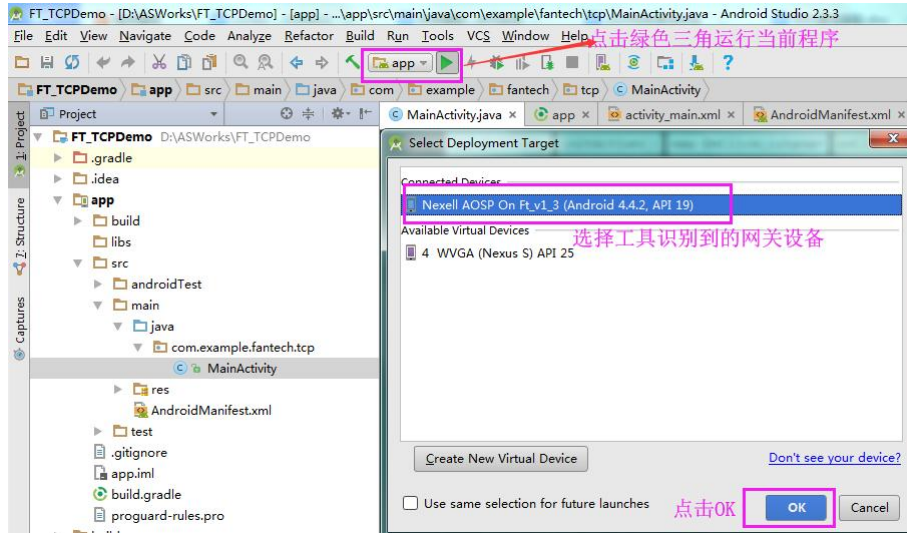 FT_TCPDemo - [D:\ASWorks\FT_TCPDemo] - [app] - ...\app\src\main\java\com\example\fantech\tcp\MainActivity.java - Android Studio 2.3.3
File Edit View Navigate Code Analyze Refactor Build Run Tools VCS Window Help
点击绿色三角运行当前程序
app
FT_TCPDemo app src main java com example fantech tcp MainActivity
Project
MainActivity.java × app × activity_main.xml × AndroidManifest.xml ×
1: Project
Z: Structure
Captures
FT_TCPDemo D:\ASWorks\FT_TCPDemo
.gradle
.idea
app
build
libs
src
androidTest
main
java
com.example.fantech.tcp
MainActivity
res
AndroidManifest.xml
test
.gitignore
app.iml
build.gradle
proguard-rules.pro
Select Deployment Target
Connected Devices
Nexell AOSP On Ft_v1_3 (Android 4.4.2, API 19)
Available Virtual Devices
选择工具识别到的网关设备
4 WVGA (Nexus S) API 25
Create New Virtual Device
Don't see your device?
Use same selection for future launches
点击OK
OK
Cancel